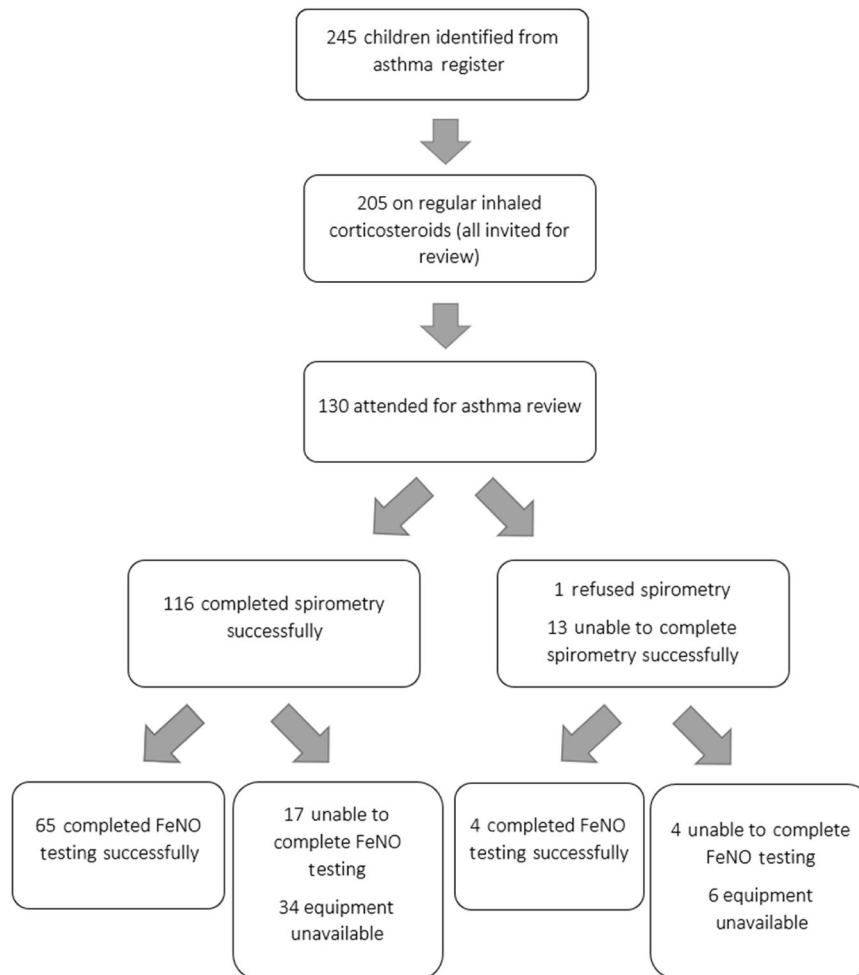 245 children identified from
asthma register
205 on regular inhaled
corticosteroids (all invited for
review)
130 attended for asthma review
116 completed spirometry
successfully
1 refused spirometry
13 unable to complete
spirometry successfully
65 completed FeNO
testing successfully
17 unable to
complete FeNO
testing
34 equipment
unavailable
4 completed FeNO
testing successfully
4 unable to complete
FeNO testing
6 equipment
unavailable